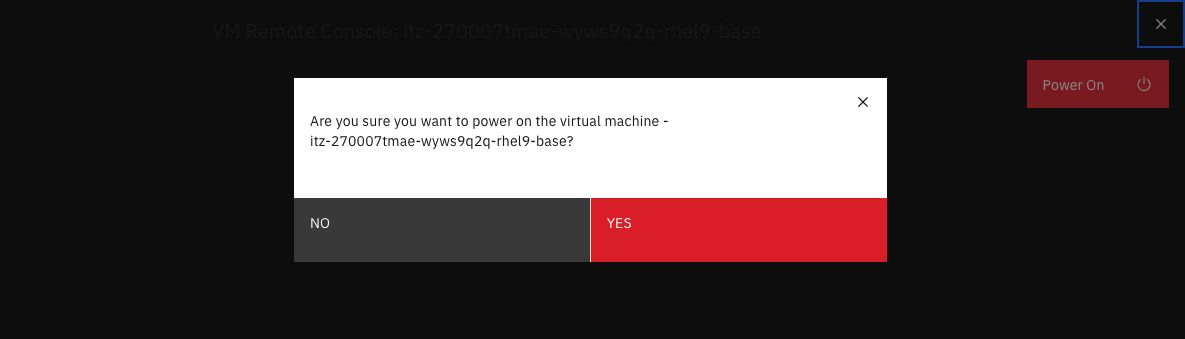 VM Remote Console: itz-270007tmae-wyws9q2q-rhel9-base
Power On
Are you sure you want to power on the virtual machine -
itz-270007tmae-wyws9q2q-rhel9-base?
NO
YES